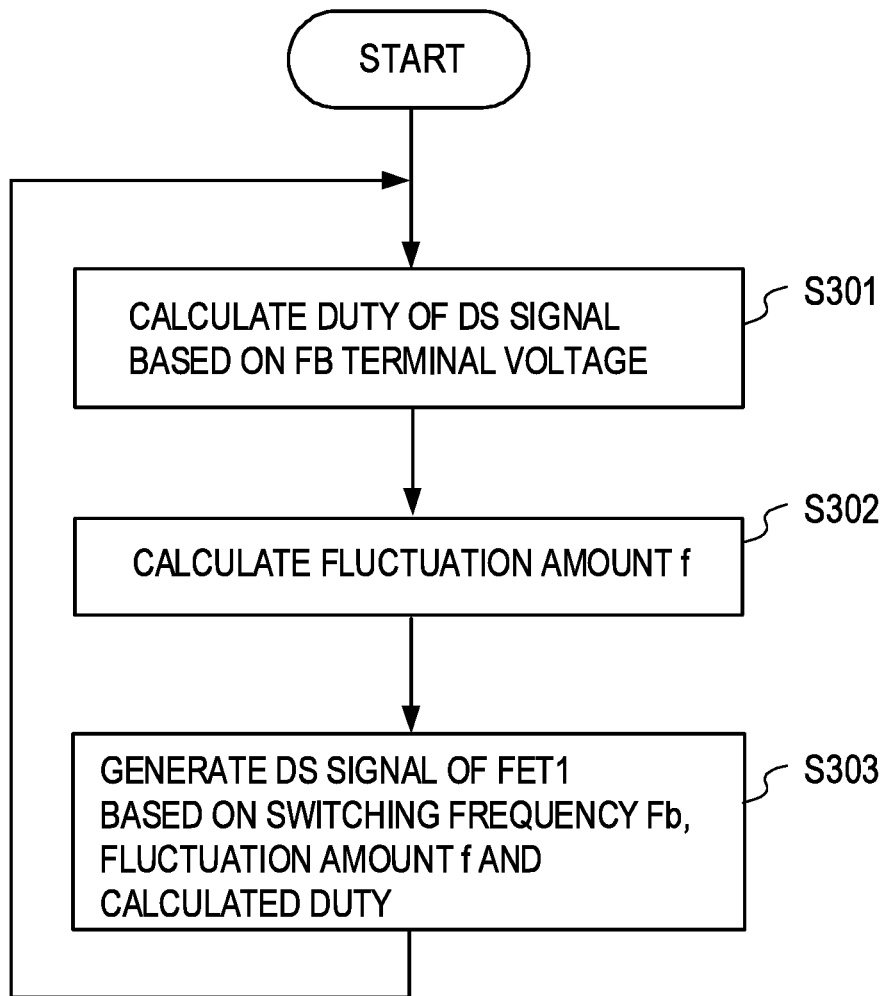 START
CALCULATE DUTY OF DS SIGNAL
BASED ON FB TERMINAL VOLTAGE
S301
CALCULATE FLUCTUATION AMOUNT f
S302
GENERATE DS SIGNAL OF FET1
BASED ON SWITCHING FREQUENCY Fb,
FLUCTUATION AMOUNT f AND
CALCULATED DUTY
S303